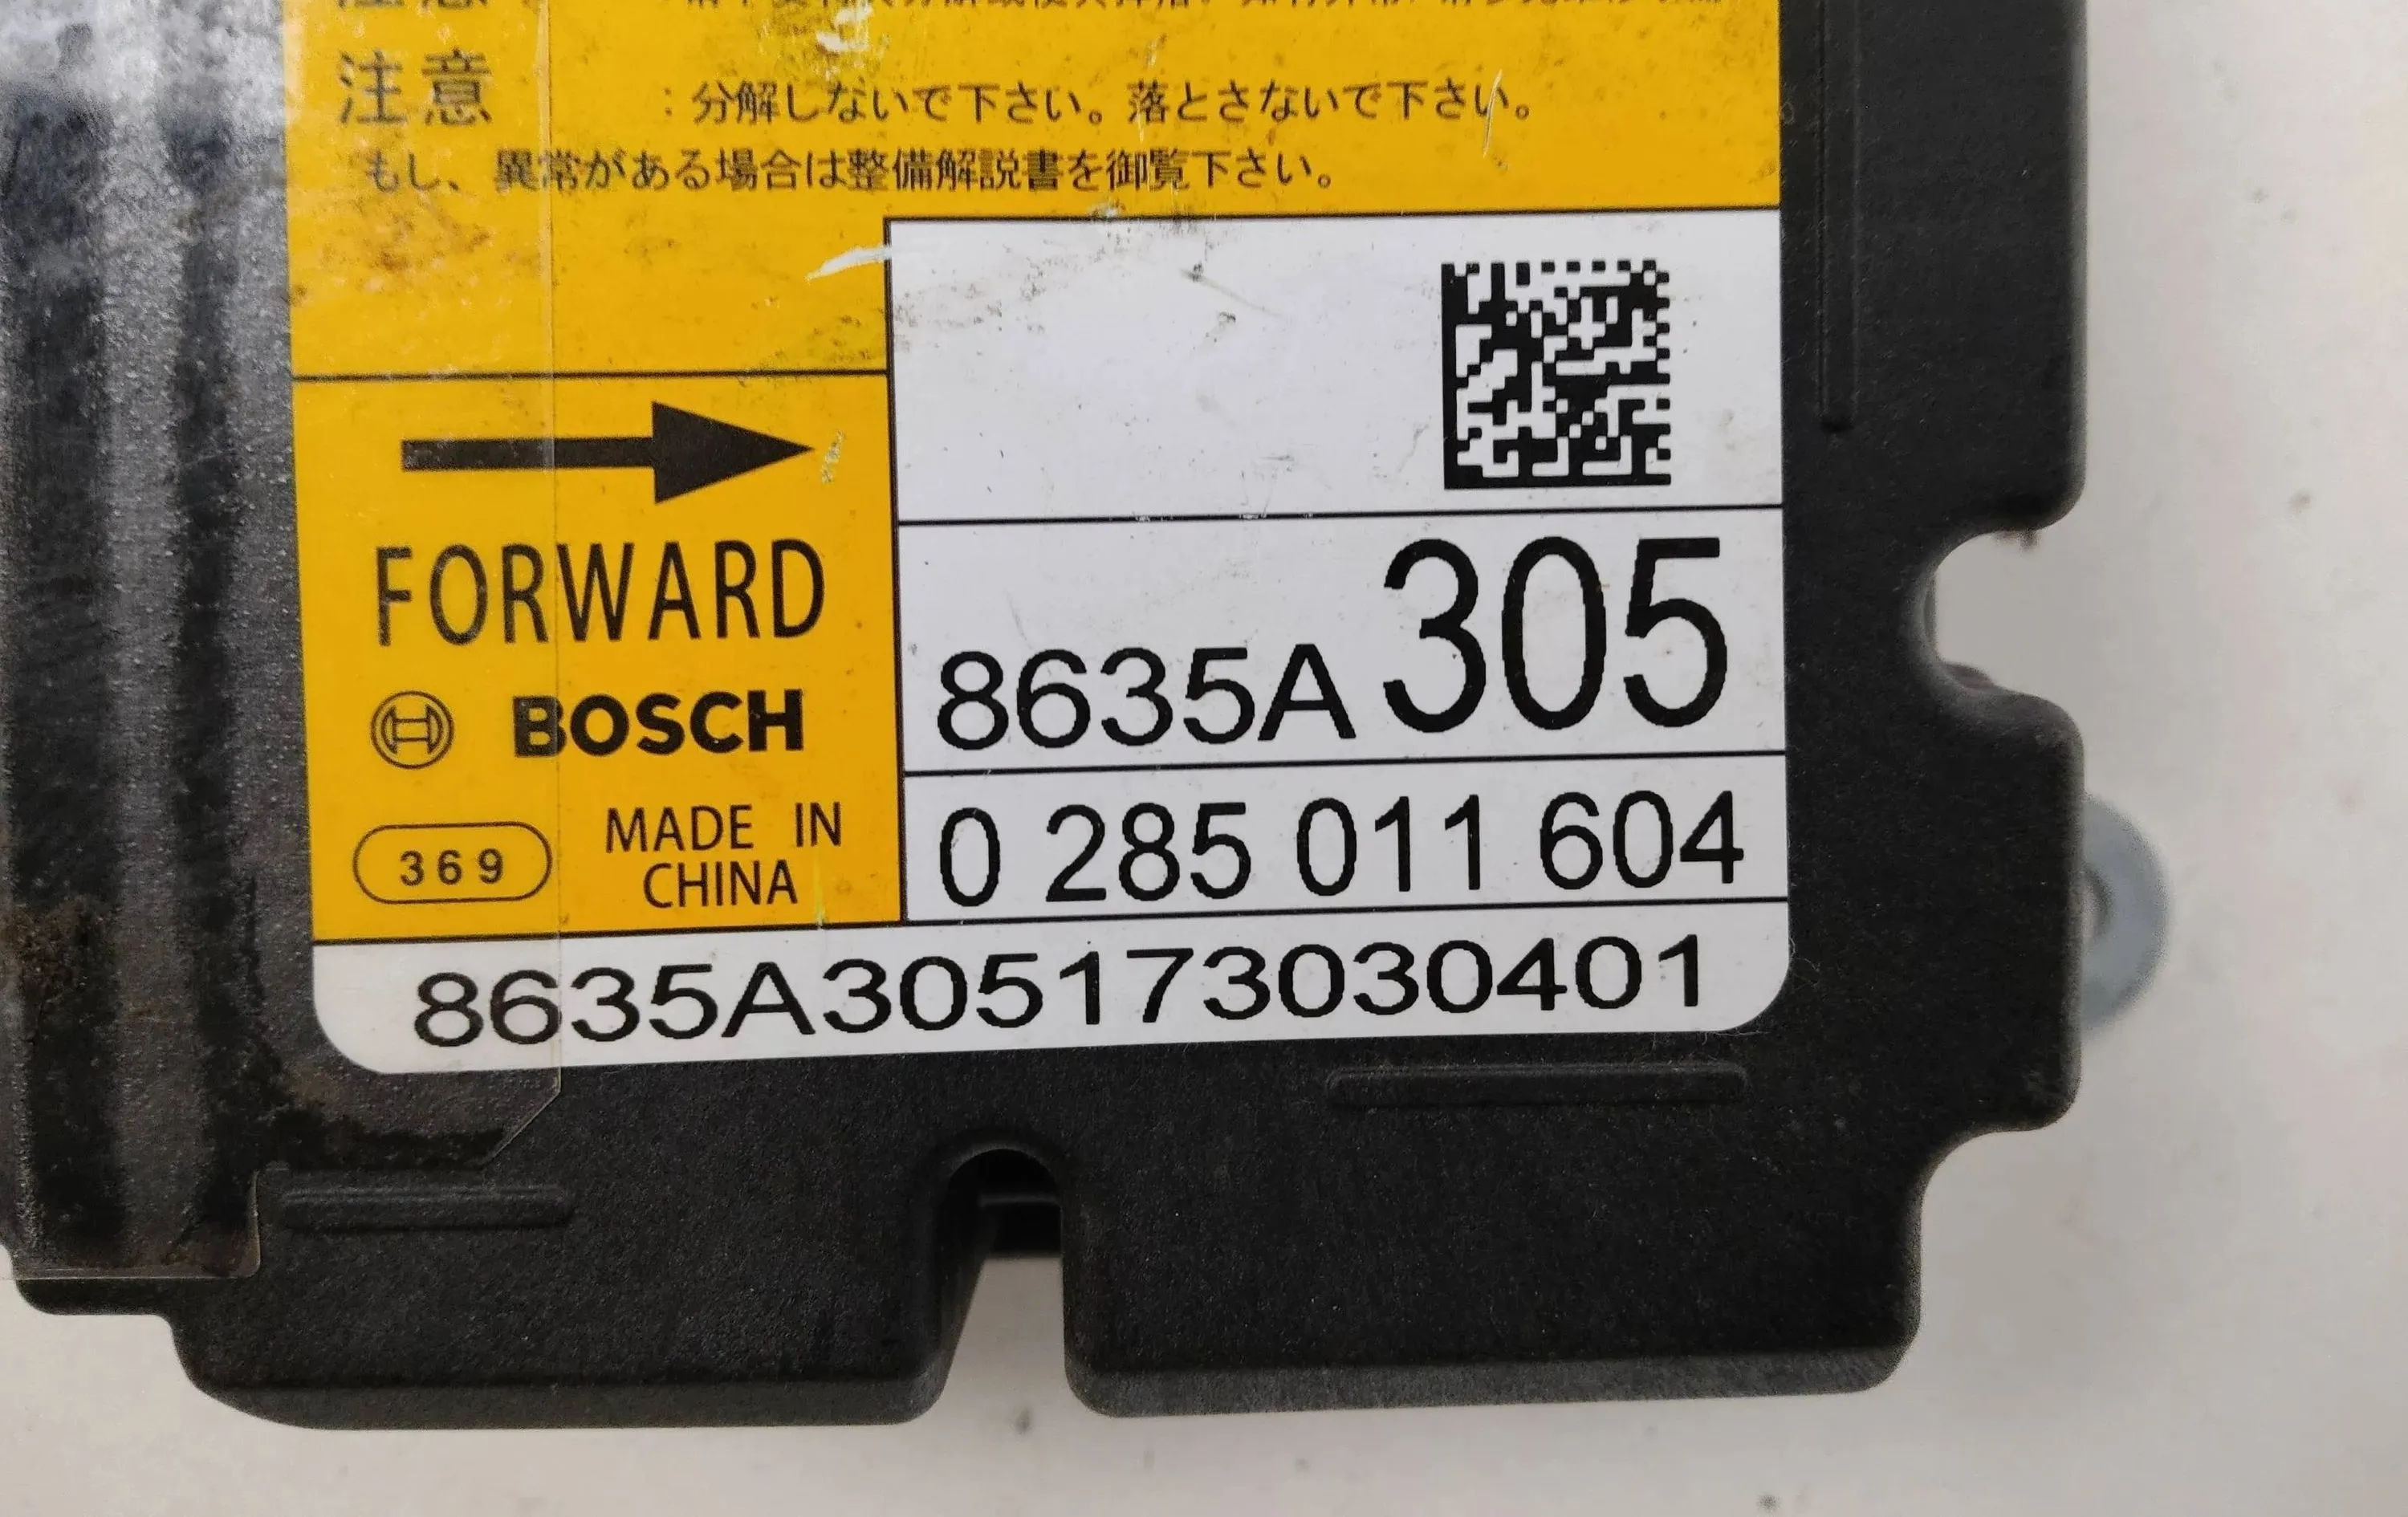 注意 : 分解しないで下さい。落とさないで下さい。
もし、異常がある場合は整備解説書を御覧下さい。
FORWARD
BOSCH
369
MADE IN
CHINA
8635A305
0 285 011 604
8635A305173030401